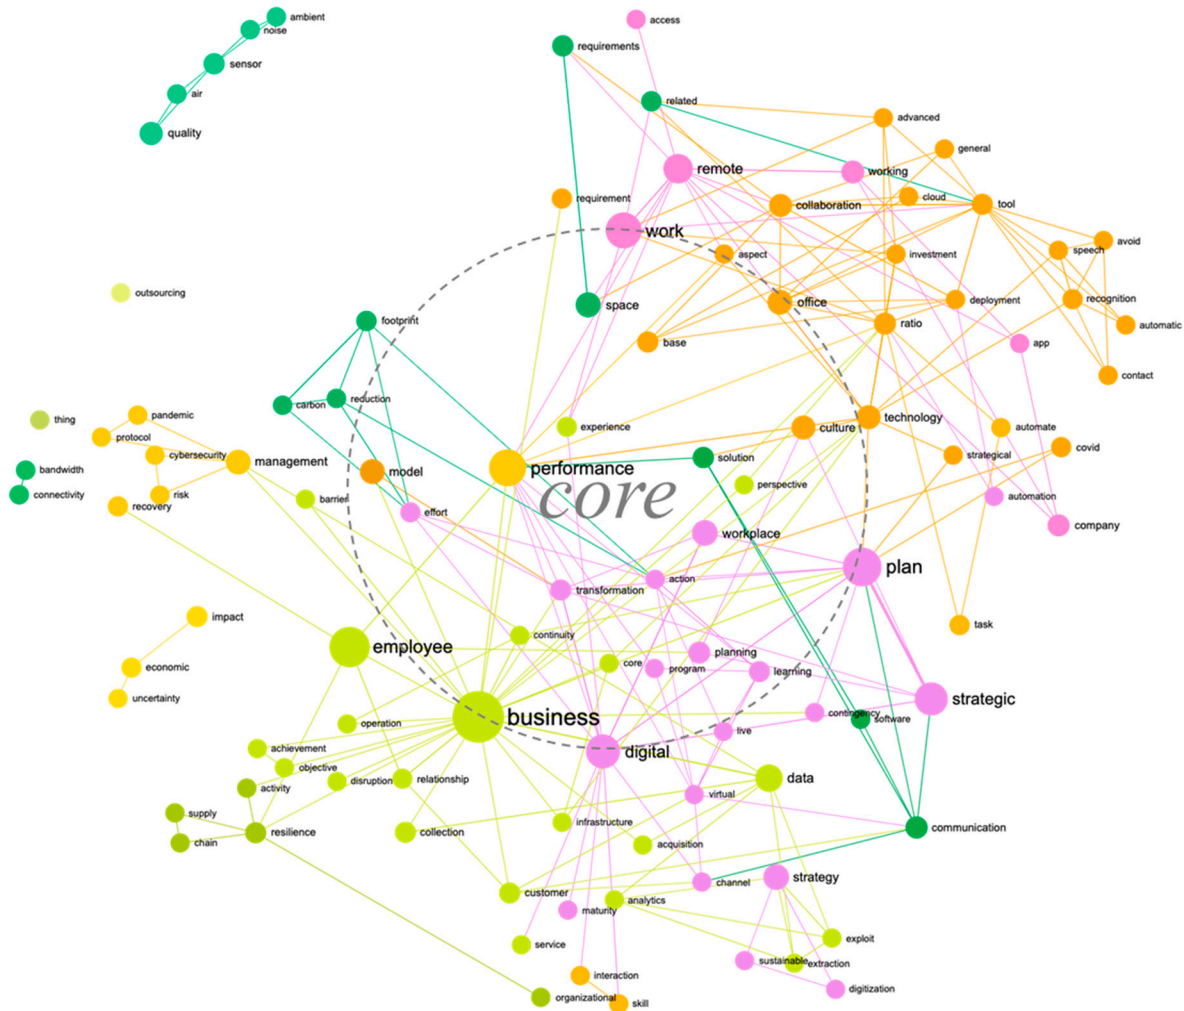 ambient
noise
access
requirements
sensor
air
related
quality
advanced
general
remote
working
requirement
collaboration
cloud
tool
work
aspect
investment
speech
avoid
outsourcing
space
office
deployment
recognition
footprint
ratio
automatic
base
app
contact
carbon
reduction
thing
pandemic
experience
culture
technology
automate
protocol
cybersecurity
management
model
performance
solution
strategical
covid
bandwidth
connectivity
risk
recovery
barrier
core
perspective
automation
effort
workplace
company
plan
transformation
action
impact
continuity
task
employee
planning
economic
core
program
learning
uncertainty
strategic
business
contingency
software
operation
live
achievement
digital
objective
activity
disruption
relationship
data
virtual
supply
resilience
collection
infrastructure
communication
chain
acquisition
channel
strategy
customer
analytics
maturity
service
exploit
sustainable
extraction
interaction
digitization
organizational
skill